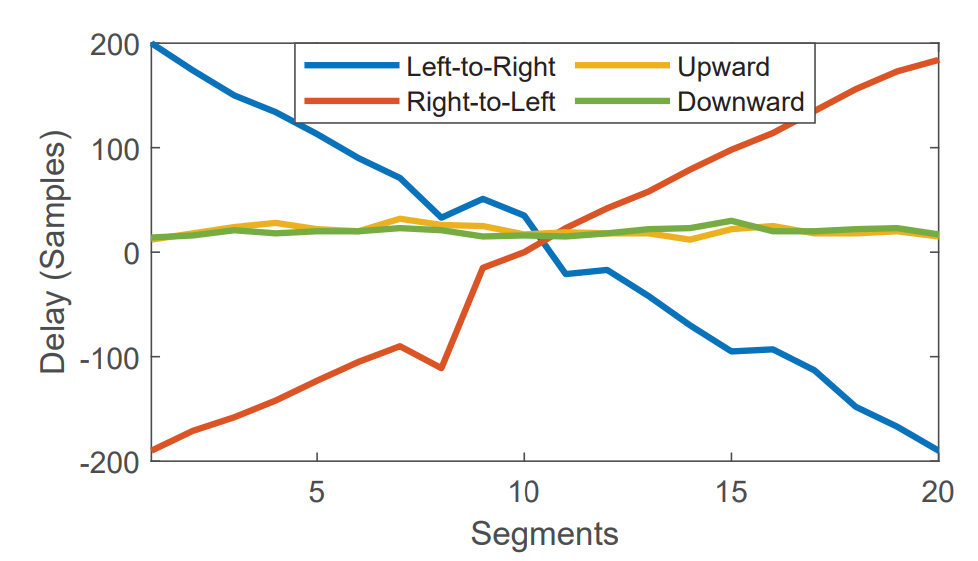 200
100
0
-100
-200
Delay (Samples)
Left-to-Right
Upward
Right-to-Left
Downward
5
10
15
20
Segments